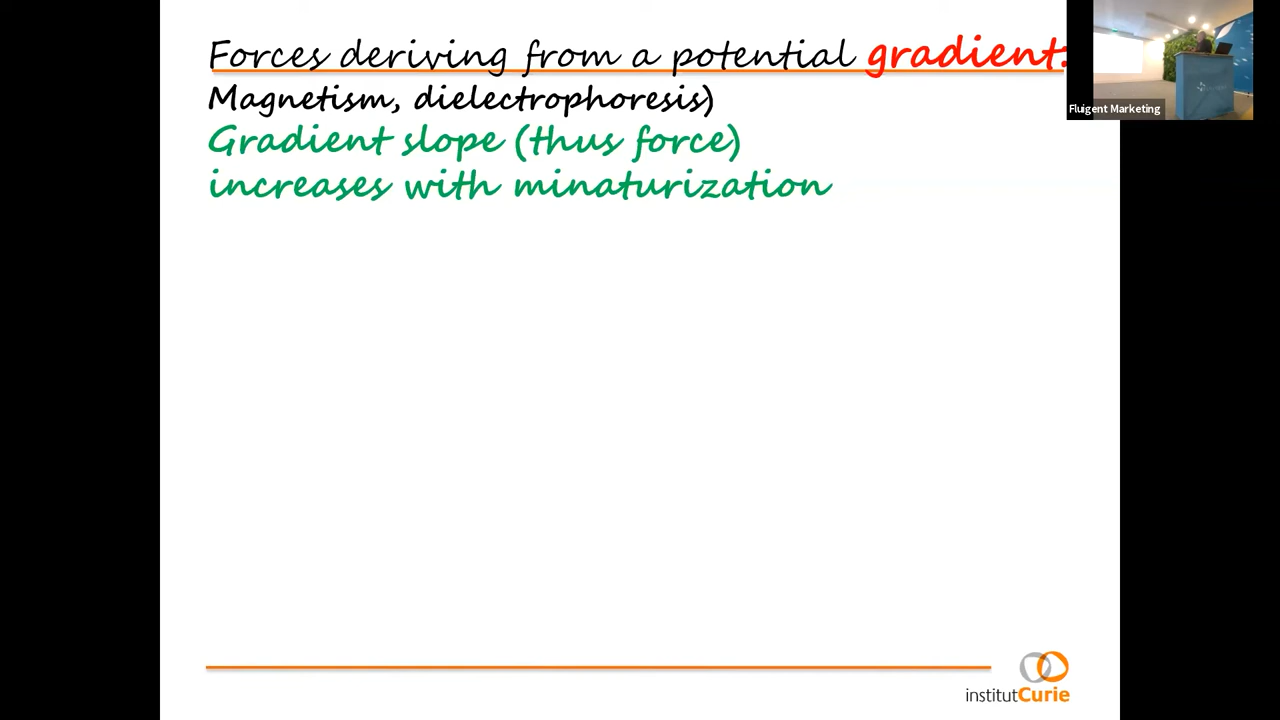 Forces deriving from a potential gradient:
Magnetism, dielectrophoresis)
Gradient slope (thus force)
increases with minaturization
Fluigent Marketing
institutCurie